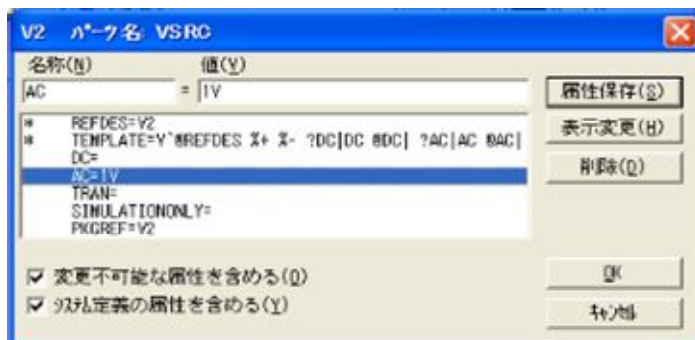 V2 パーツ名: VSRC
名称(N) 値(V)
AC = 1V
属性保存(S)
* REFDES=V2
* TEMPLATE=V^@REFDES %+ %- ?DC|DC @DC| ?AC|AC @AC|
DC=
AC=1V
TRAN=
SIMULATIONONLY=
PKGREF=V2
表示変更(H)
削除(D)
変更不可能な属性を含める(O)
システム定義の属性を含める(Y)
OK
キャンセル